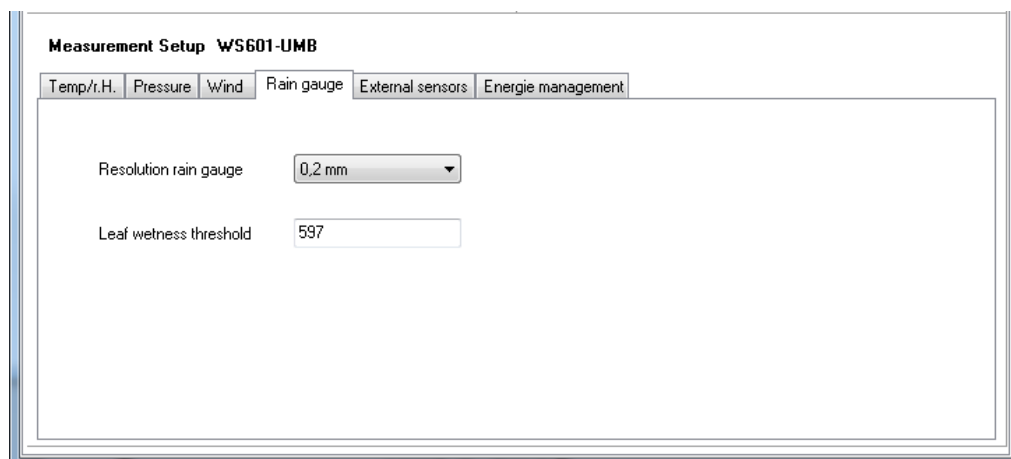 Measurement Setup WS601-UMB
Temp/r.H. Pressure Wind Rain gauge External sensors Energie management
Resolution rain gauge 0,2 mm
Leaf wetness threshold 597